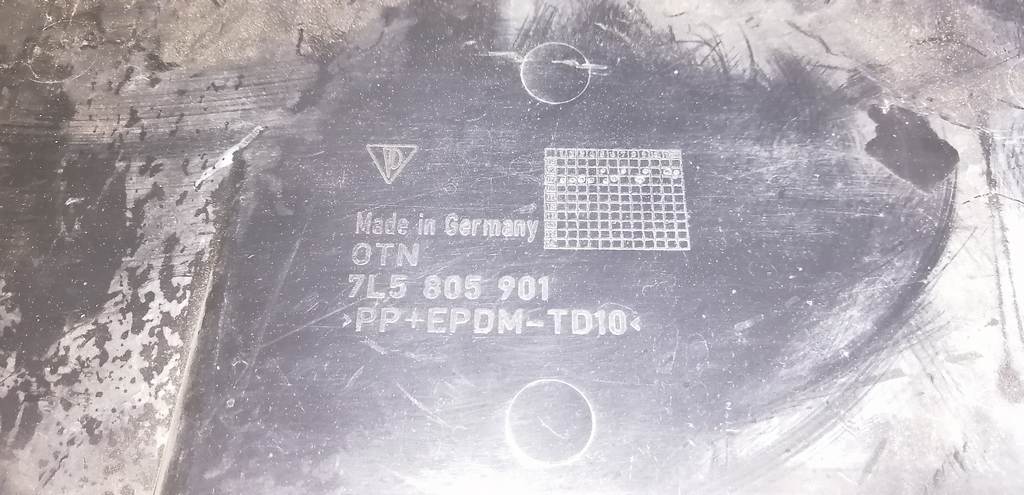 Made in Germany
OTN
7L5 805 901
>PP+EPDM-TD10<